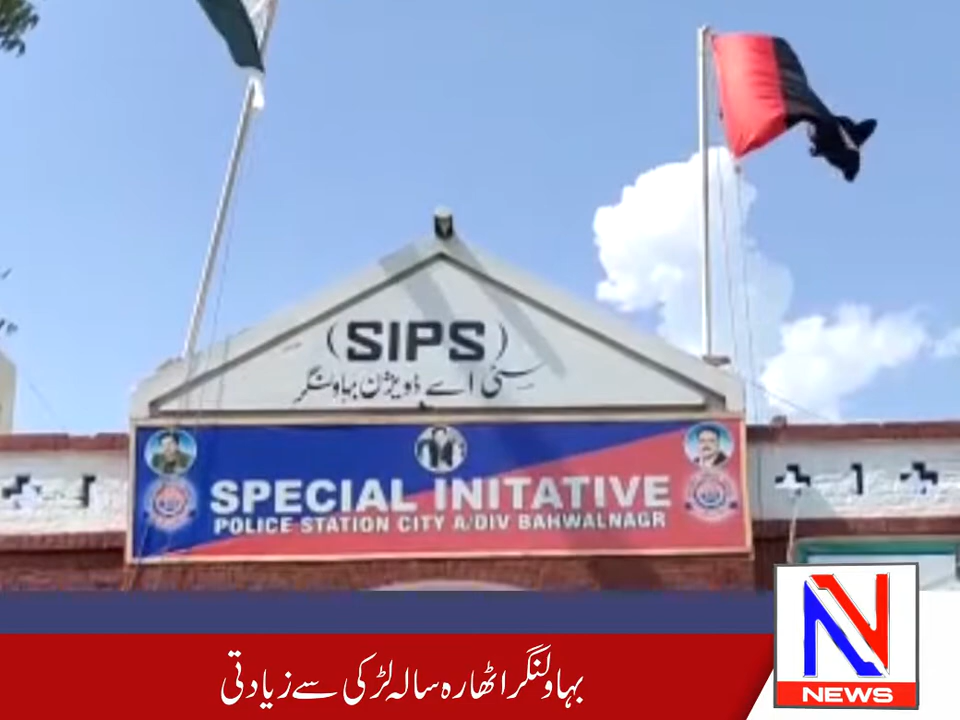 (SIPS)
سٹی اے ڈویژن بہاولنگر
SPECIAL INITATIVE
POLICE STATION CITY A/DIV BAHWALNAGR
بہاولنگر اٹھارہ سالہ لڑکی سے زیادتی
N
NEWS